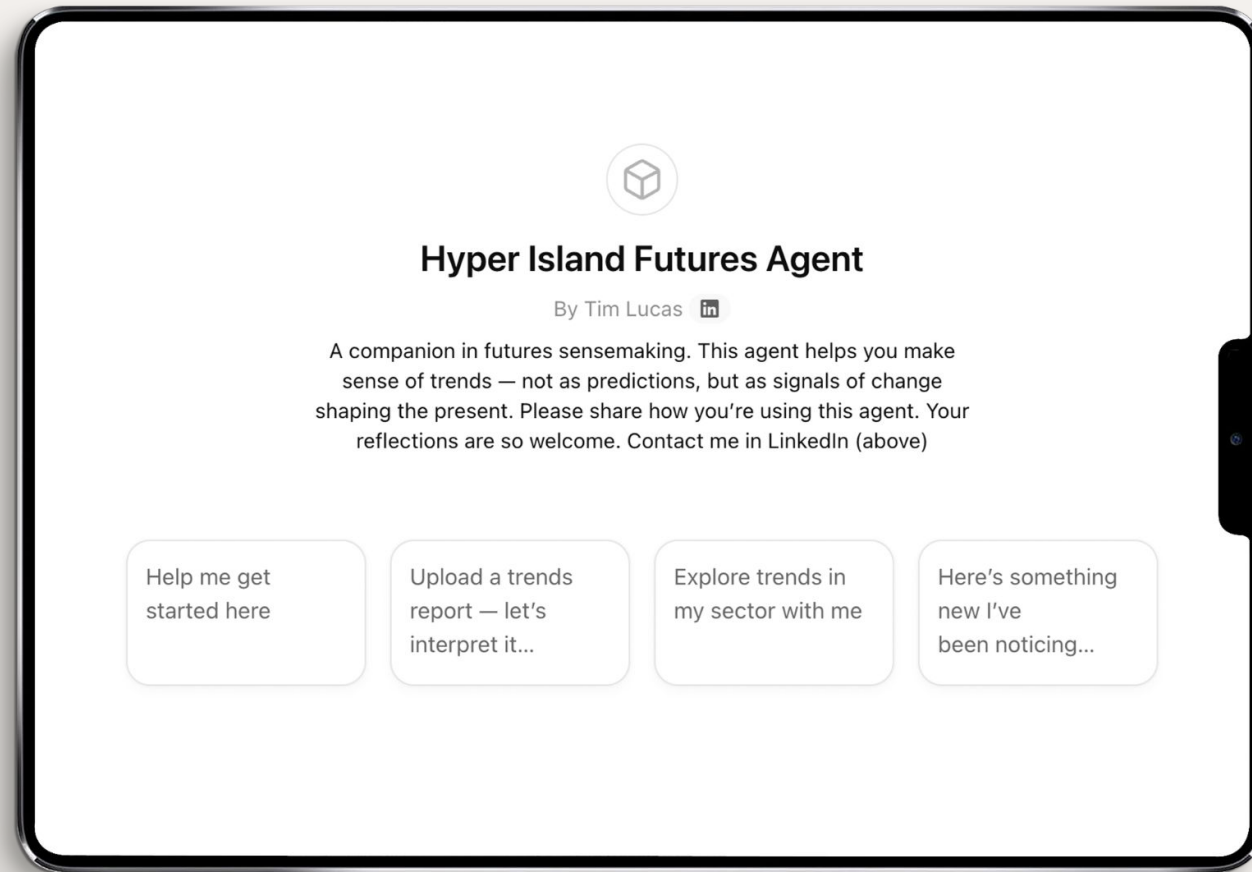 Hyper Island Futures Agent
By Tim Lucas in
A companion in futures sensemaking. This agent helps you make
sense of trends — not as predictions, but as signals of change
shaping the present. Please share how you’re using this agent. Your
reflections are so welcome. Contact me in LinkedIn (above)
Help me get
started here
Upload a trends
report — let’s
interpret it...
Explore trends in
my sector with me
Here’s something
new I’ve
been noticing...